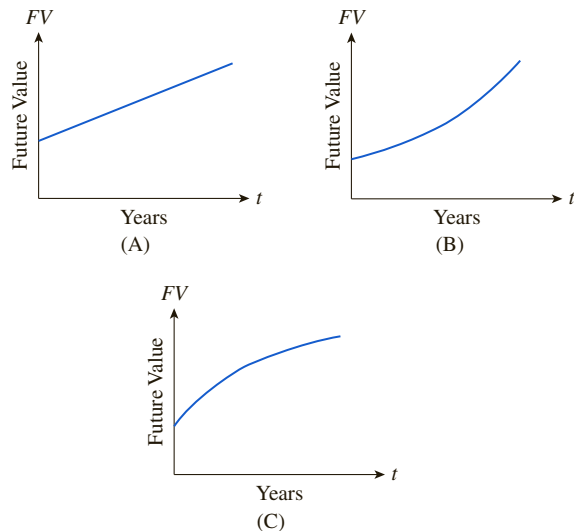 FV
Future Value
t
Years
(A)
FV
Future Value
t
Years
(B)
FV
Future Value
t
Years
(C)